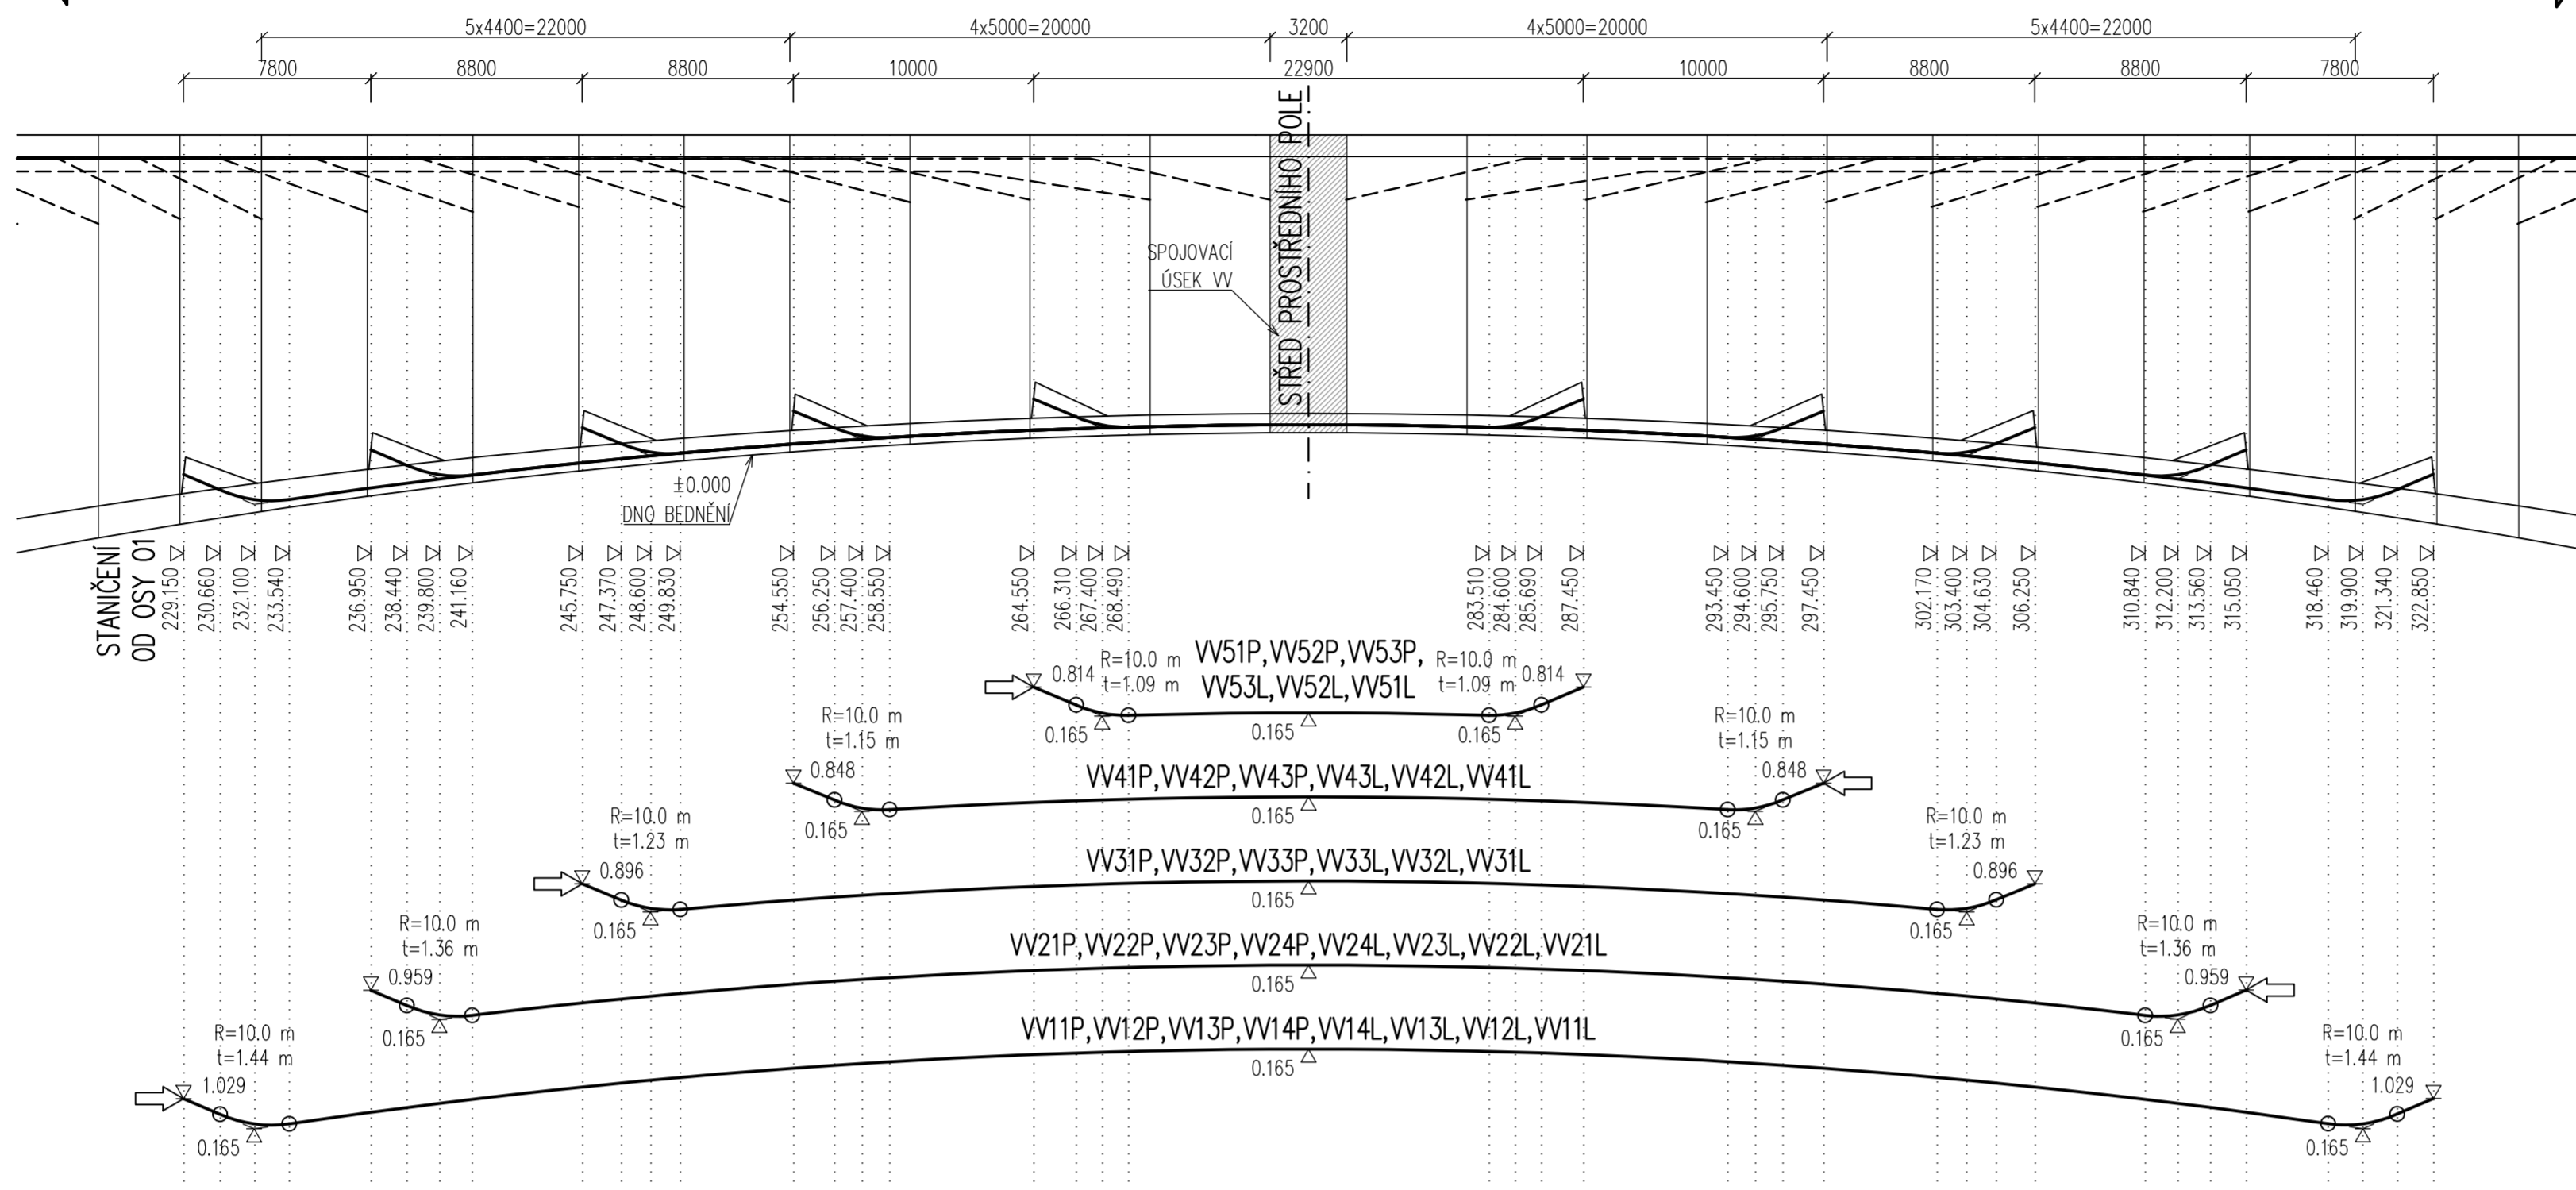 5x4400=22000
4x5000=20000
3200
4x5000=20000
5x4400=22000
7800
8800
8800
10000
22900
10000
8800
8800
7800
STŘED PROSTŘEDNÍHO POLE
SPOJOVACÍ
ÚSEK VV
±0.000
DNO BEDNĚNÍ
STANIČENÍ
OD OSY O1
229.150
230.660
232.100
233.540
236.950
238.440
239.800
241.160
245.750
247.370
248.600
249.830
254.550
256.250
257.400
258.550
264.550
266.310
267.400
268.490
283.510
284.600
285.690
287.450
293.450
294.600
295.750
297.450
302.170
303.400
304.630
306.250
310.840
312.200
313.560
315.050
318.460
319.900
321.340
322.850
VV51P,VV52P,VV53P,
VV53L,VV52L,VV51L
0.814
R=10.0 m
t=1.09 m
R=10.0 m
t=1.09 m
0.814
0.165
0.165
0.165
R=10.0 m
t=1.15 m
0.848
VV41P,VV42P,VV43P,VV43L,VV42L,VV41L
R=10.0 m
t=1.15 m
0.848
0.165
0.165
0.165
R=10.0 m
t=1.23 m
0.896
VV31P,VV32P,VV33P,VV33L,VV32L,VV31L
R=10.0 m
t=1.23 m
0.896
0.165
0.165
0.165
R=10.0 m
t=1.36 m
0.959
VV21P,VV22P,VV23P,VV24P,VV24L,VV23L,VV22L,VV21L
R=10.0 m
t=1.36 m
0.959
0.165
0.165
0.165
R=10.0 m
t=1.44 m
1.029
VV11P,VV12P,VV13P,VV14P,VV14L,VV13L,VV12L,VV11L
R=10.0 m
t=1.44 m
1.029
0.165
0.165
0.165